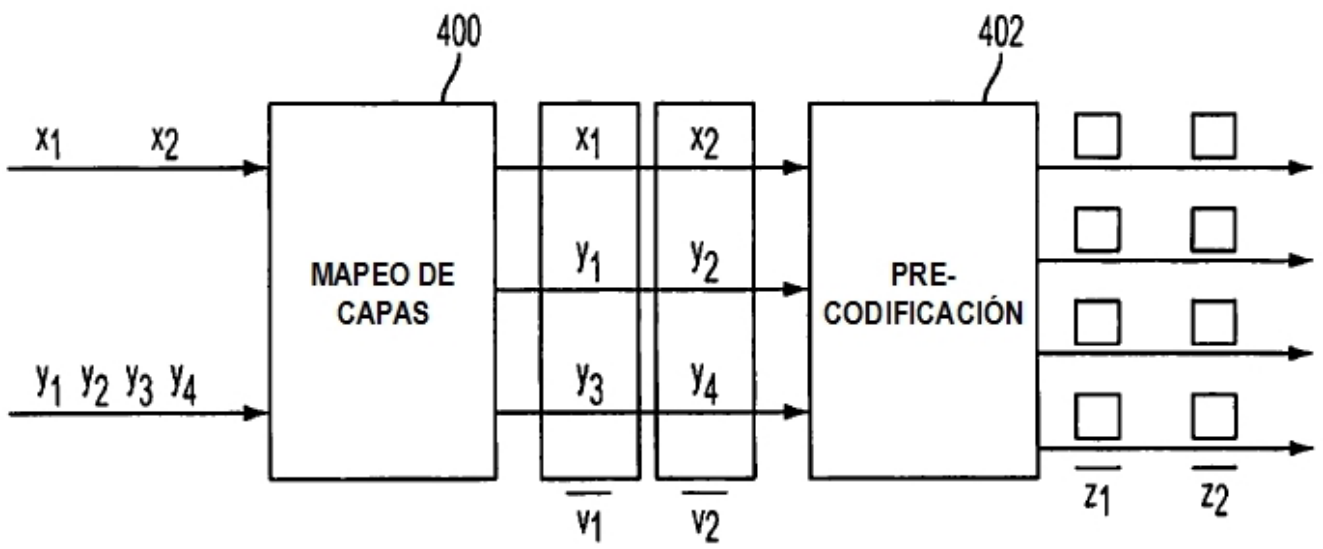 400
402
x1 x2
x1
x2
MAPEO DE
CAPAS
y1
y2
PRE-
CODIFICACIÓN
y1 y2 y3 y4
y3
y4
v1
v2
z1
z2